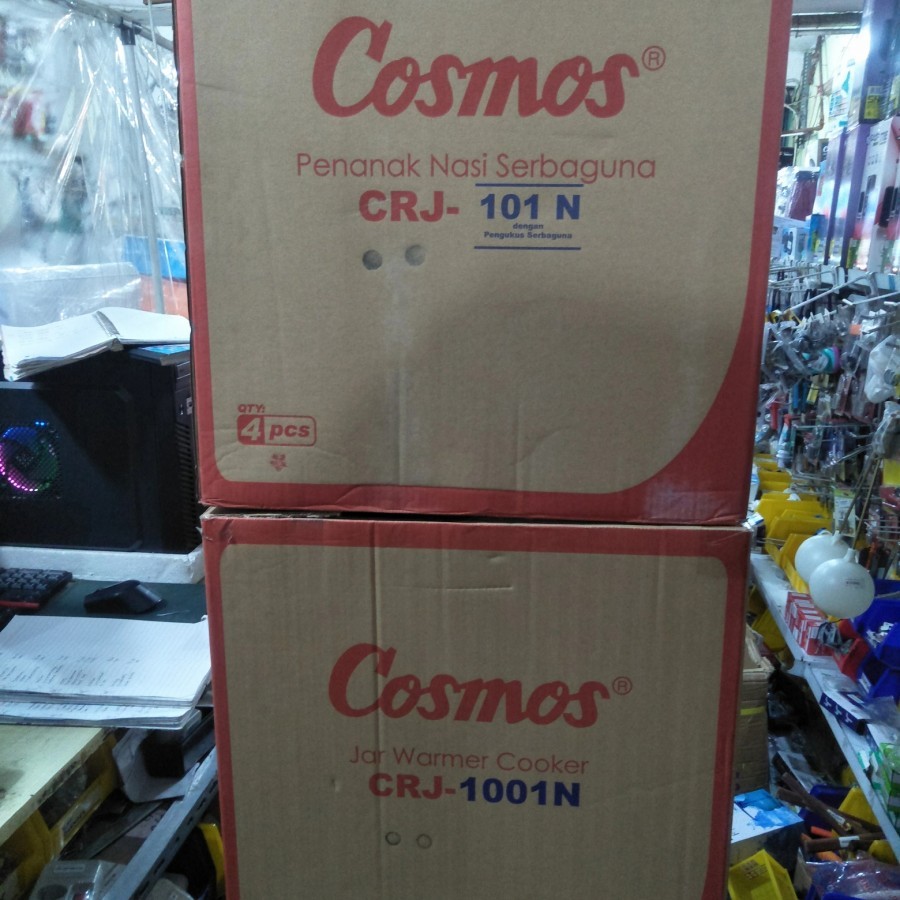 Cosmos®
Penanak Nasi Serbaguna
CRJ- 101 N
dengan
Pengukus Serbaguna
QTY:
4 pcs
Cosmos®
Jar Warmer Cooker
CRJ-1001N